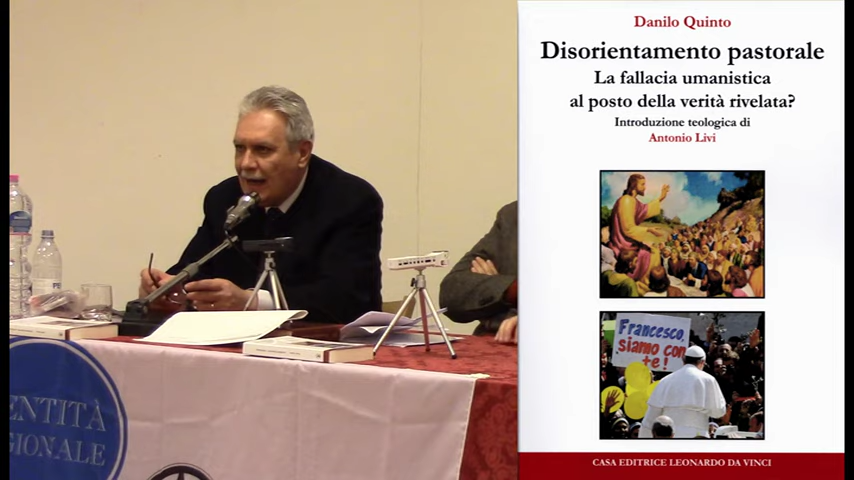 ENTITÀ
GIONALE
Danilo Quinto
Disorientamento pastorale
La fallacia umanistica
al posto della verità rivelata?
Introduzione teologica di
Antonio Livi
Francesco,
siamo con
te!
CASA EDITRICE LEONARDO DA VINCI